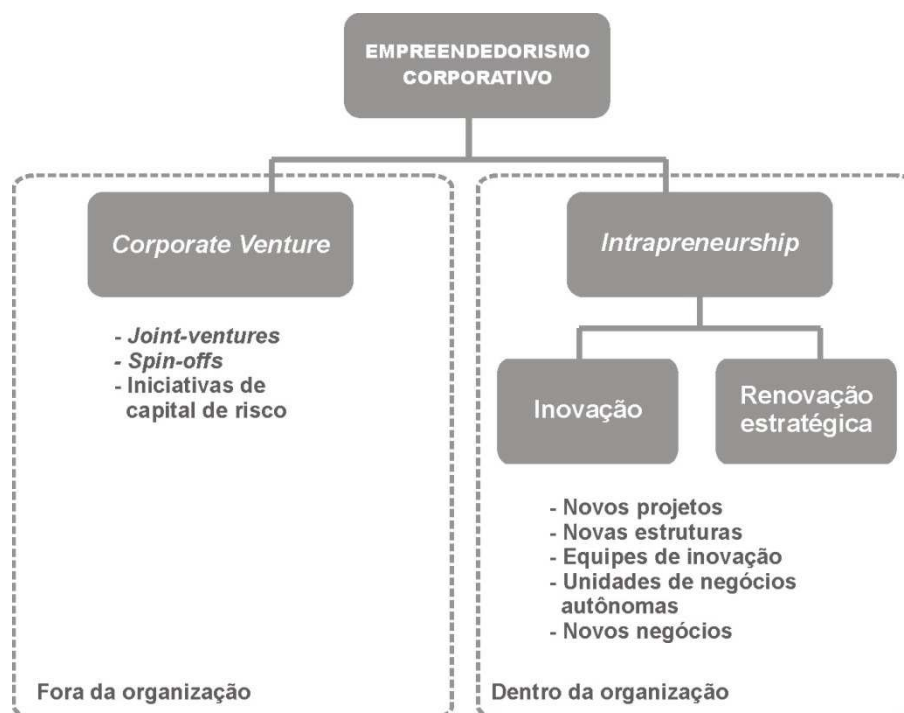 EMPREENDEDORISMO
CORPORATIVO
Corporate Venture
- Joint-ventures
- Spin-offs
- Iniciativas de
capital de risco
Fora da organização
Intrapreneurship
Inovação
Renovação
estratégica
- Novos projetos
- Novas estruturas
- Equipes de inovação
- Unidades de negócios
autônomas
- Novos negócios
Dentro da organização